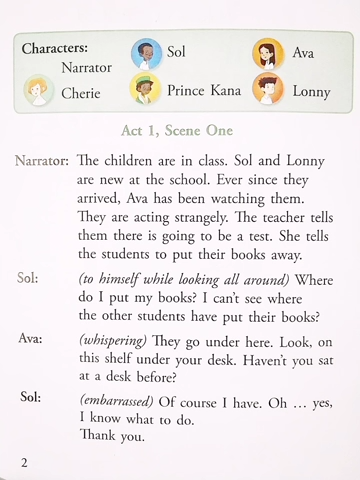 Characters:
Narrator
Sol
Ava
Cherie
Prince Kana
Lonny
Act 1, Scene One
Narrator: The children are in class. Sol and Lonny
are new at the school. Ever since they
arrived, Ava has been watching them.
They are acting strangely. The teacher tells
them there is going to be a test. She tells
the students to put their books away.
Sol: (to himself while looking all around) Where
do I put my books? I can't see where
the other students have put their books?
Ava: (whispering) They go under here. Look, on
this shelf under your desk. Haven't you sat
at a desk before?
Sol: (embarrassed) Of course I have. Oh ... yes,
I know what to do.
Thank you.
2